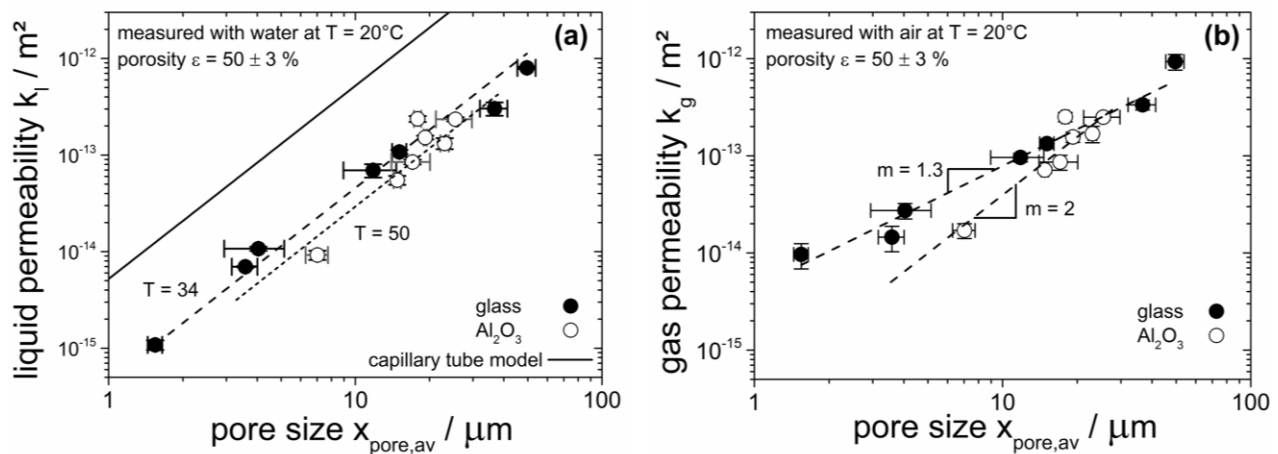 liquid permeability kₗ / m²
measured with water at T = 20°C
porosity ε = 50 ± 3 %
(a)
10⁻¹²
10⁻¹³
10⁻¹⁴
10⁻¹⁵
T = 50
T = 34
glass
Al₂O₃
capillary tube model
1
10
100
pore size xₚₒᵣₑ,ₐᵥ / μm
gas permeability k_g / m²
measured with air at T = 20°C
porosity ε = 50 ± 3 %
(b)
10⁻¹²
10⁻¹³
10⁻¹⁴
10⁻¹⁵
m = 1.3
m = 2
glass
Al₂O₃
1
10
100
pore size xₚₒᵣₑ,ₐᵥ / μm